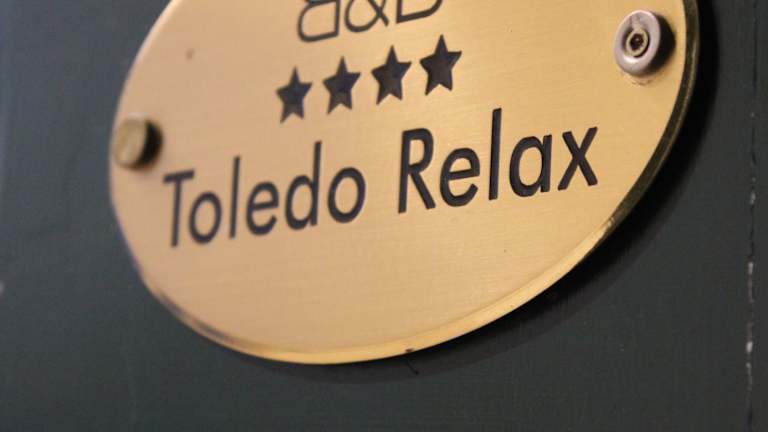 B&B
★★★★
Toledo Relax